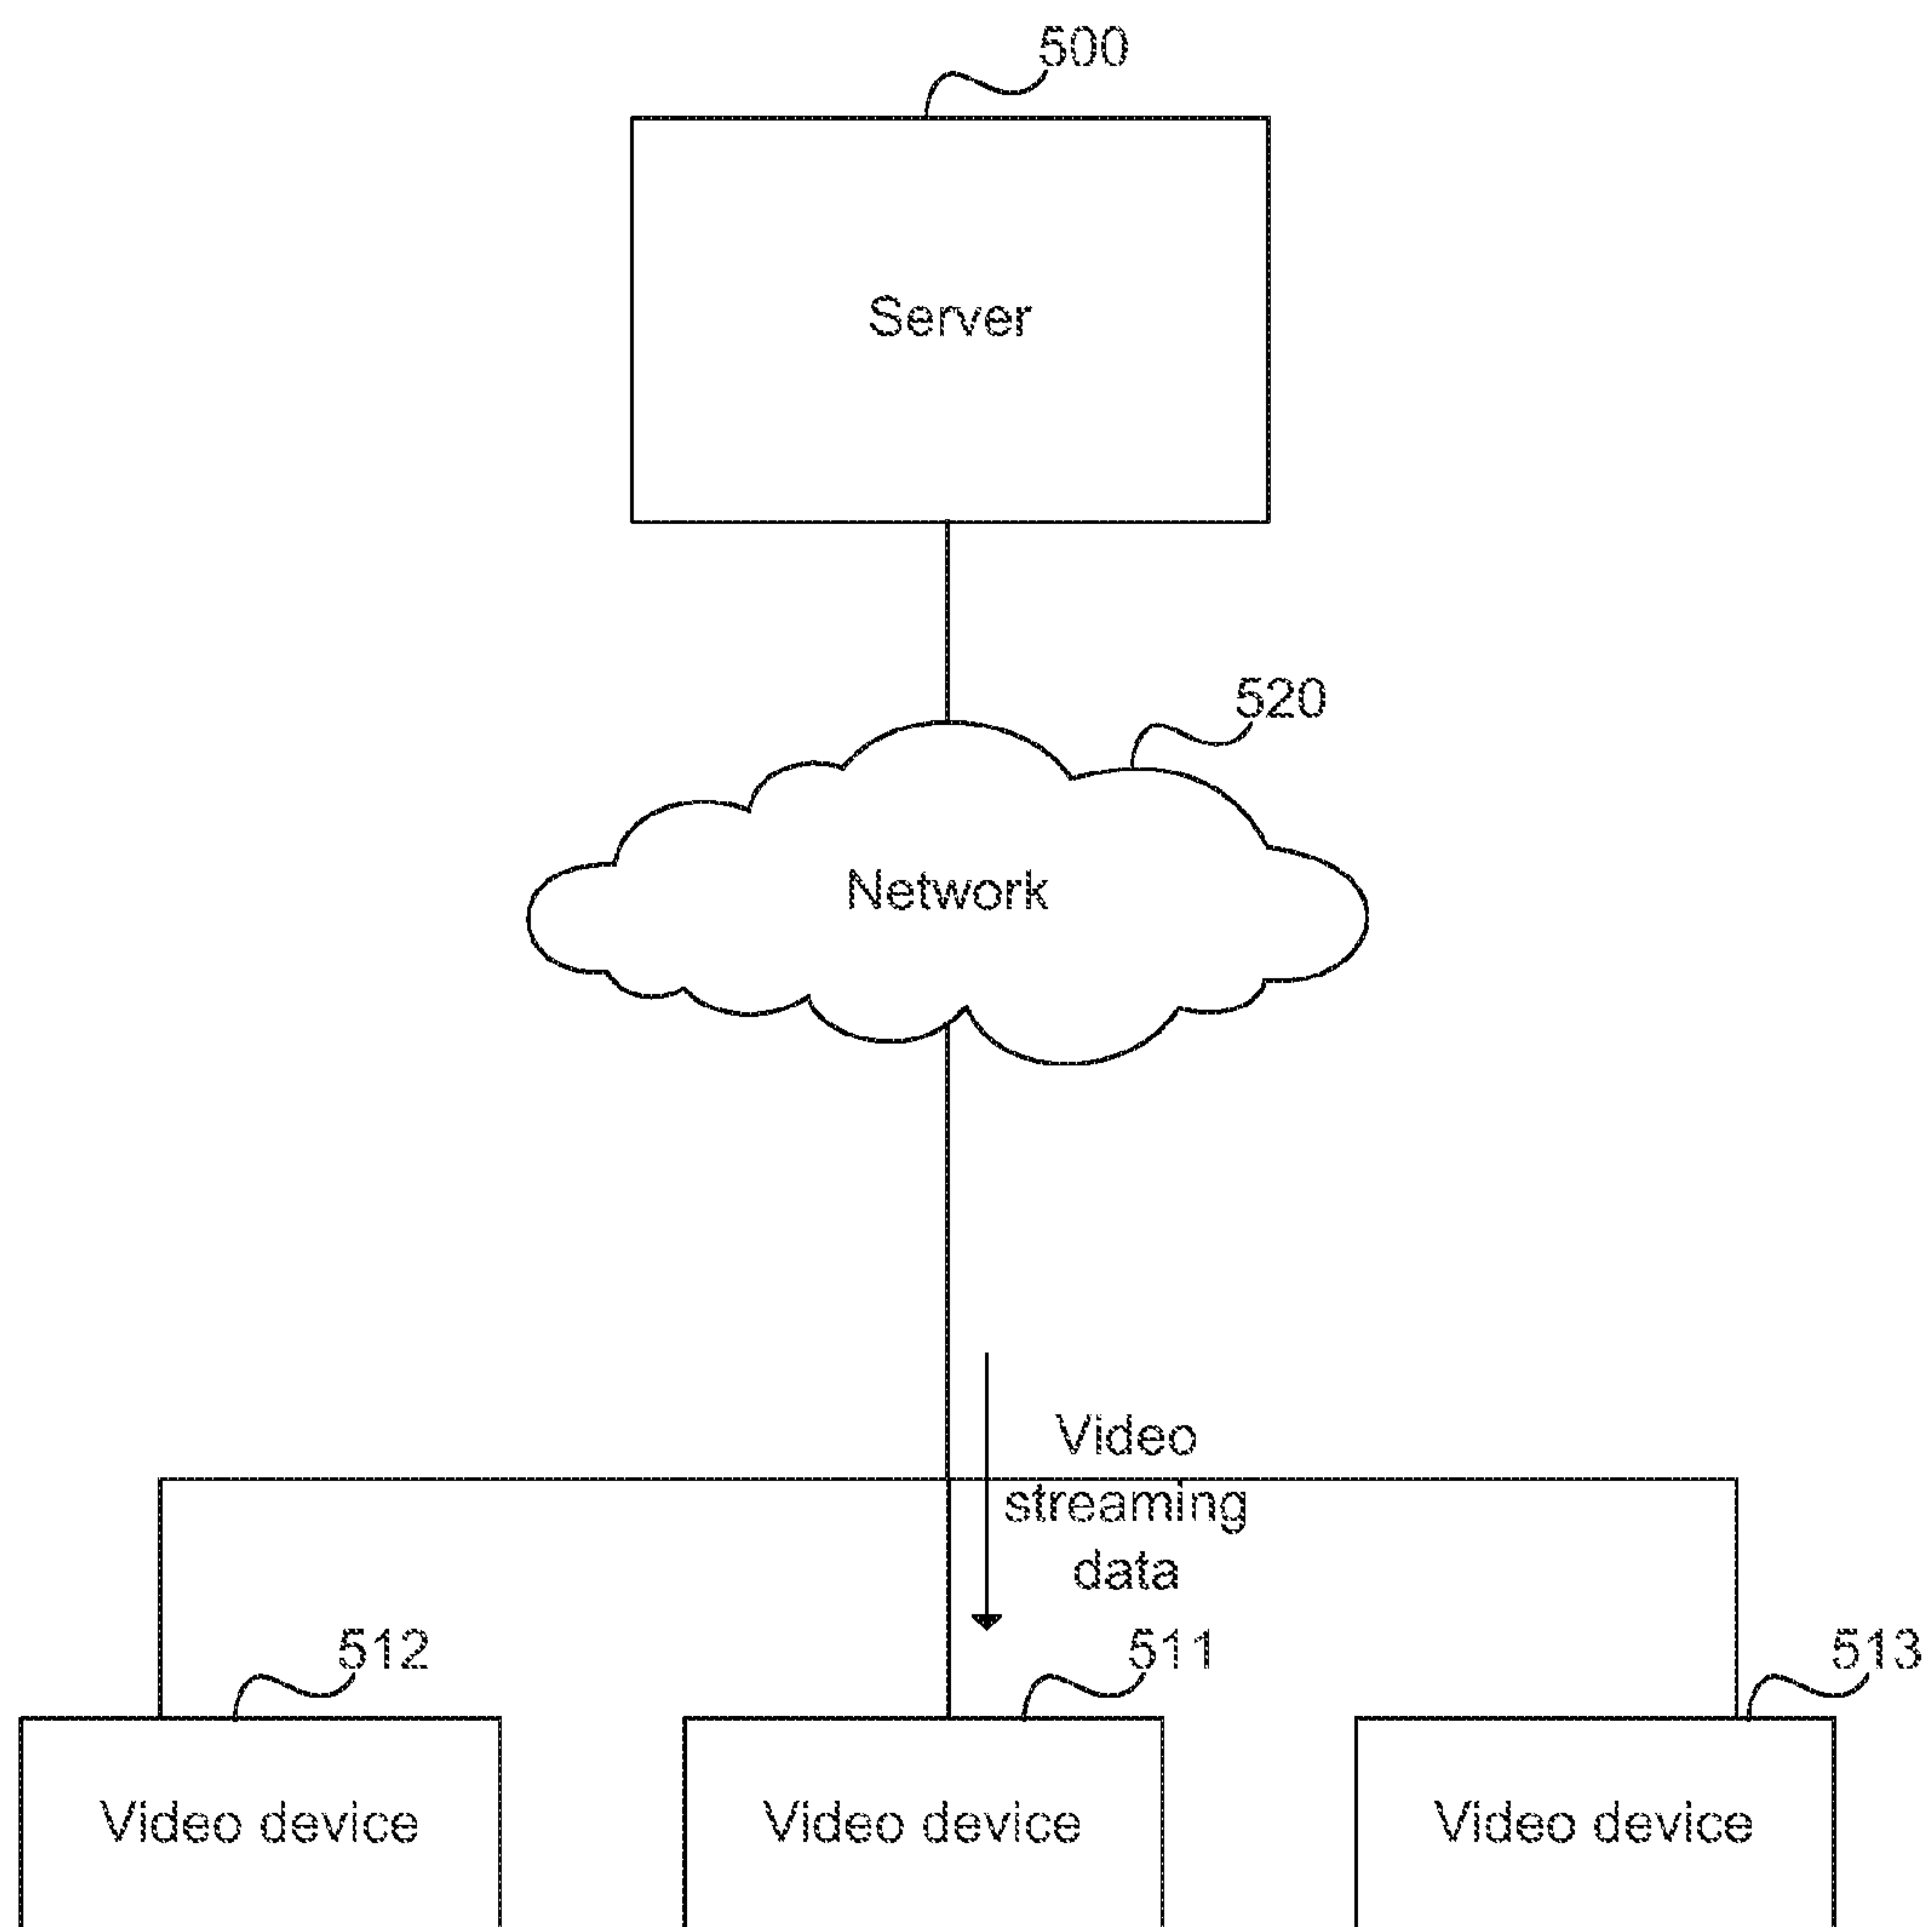 500
Server
520
Network
Video
streaming
data
512
511
513
Video device
Video device
Video device